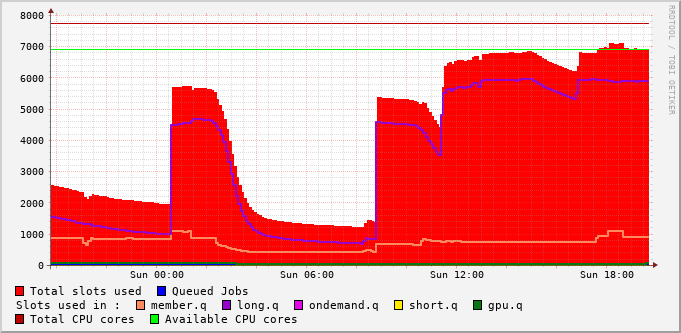 8000
7000
6000
5000
4000
3000
2000
1000
0
Sun 00:00 Sun 06:00 Sun 12:00 Sun 18:00
RRDTOOL / TOBI OETIKER
Total slots used Queued Jobs
Slots used in : member.q long.q ondemand.q short.q gpu.q
Total CPU cores Available CPU cores